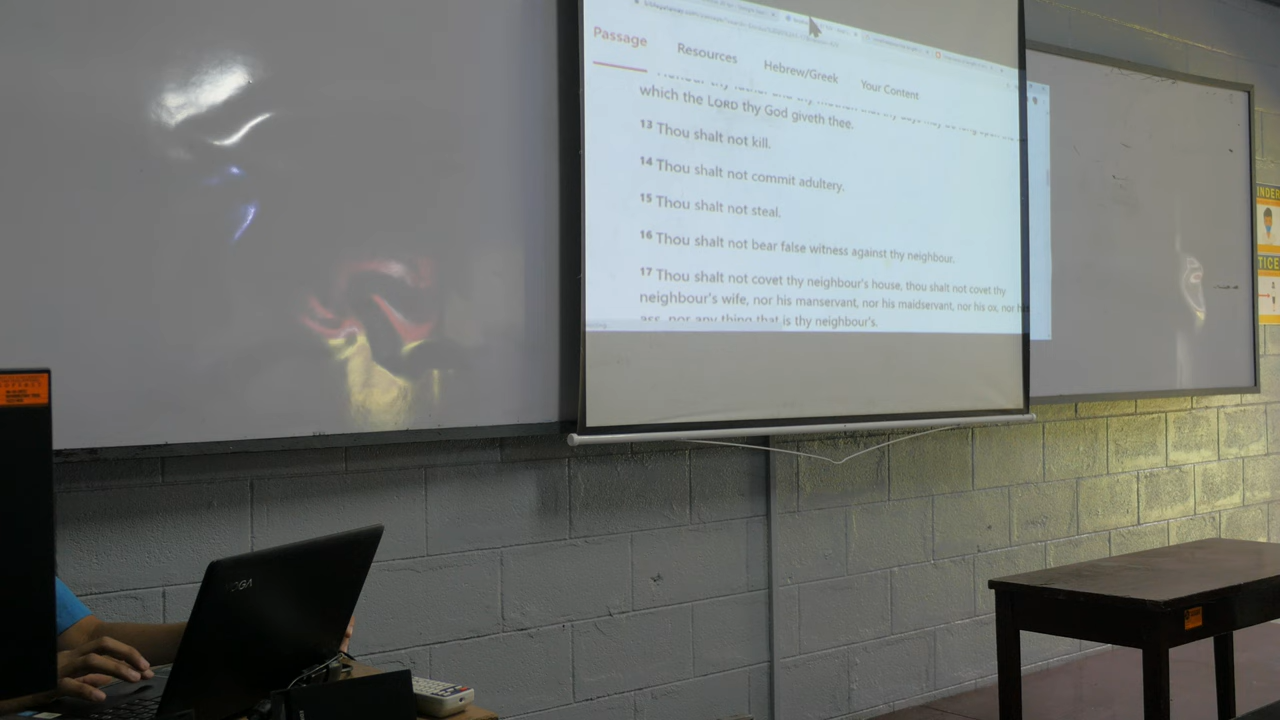 Passage
Resources
Hebrew/Greek
Your Content
which the LORD thy God giveth thee.
13 Thou shalt not kill.
14 Thou shalt not commit adultery.
15 Thou shalt not steal.
16 Thou shalt not bear false witness against thy neighbour.
17 Thou shalt not covet thy neighbour's house, thou shalt not covet thy
neighbour's wife, nor his manservant, nor his maidservant, nor his ox, nor his
ass, nor any thing that is thy neighbour's.
YOGA